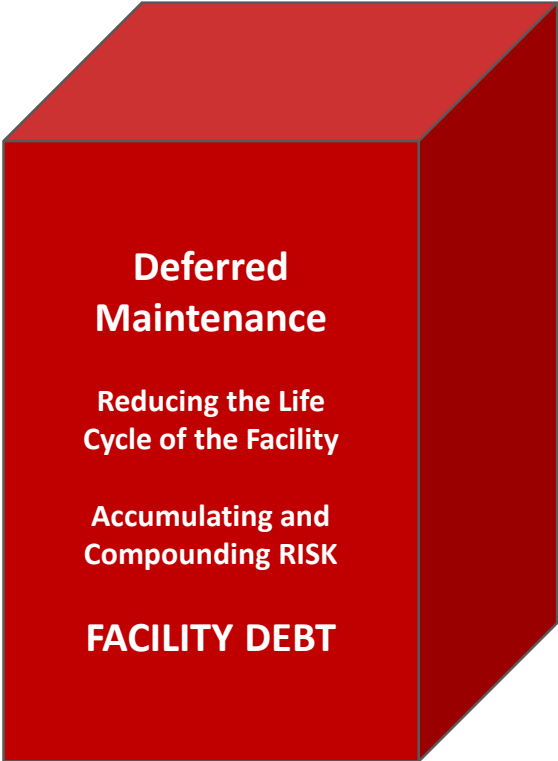 Deferred
Maintenance
Reducing the Life
Cycle of the Facility
Accumulating and
Compounding RISK
FACILITY DEBT